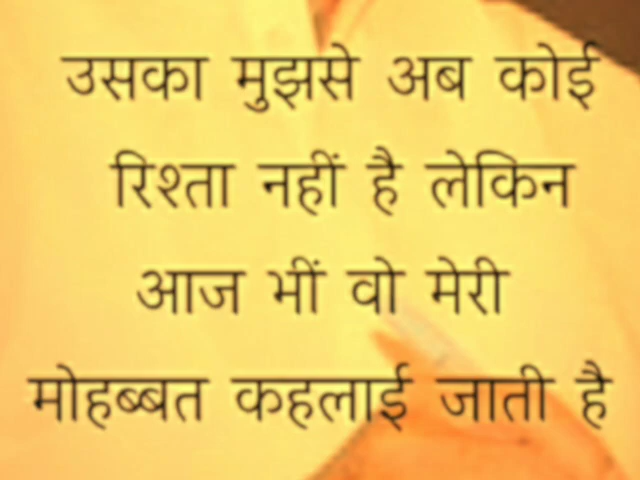 उसका मुझसे अब कोई
रिश्ता नहीं है लेकिन
आज भीं वो मेरी
मोहब्बत कहलाई जाती है